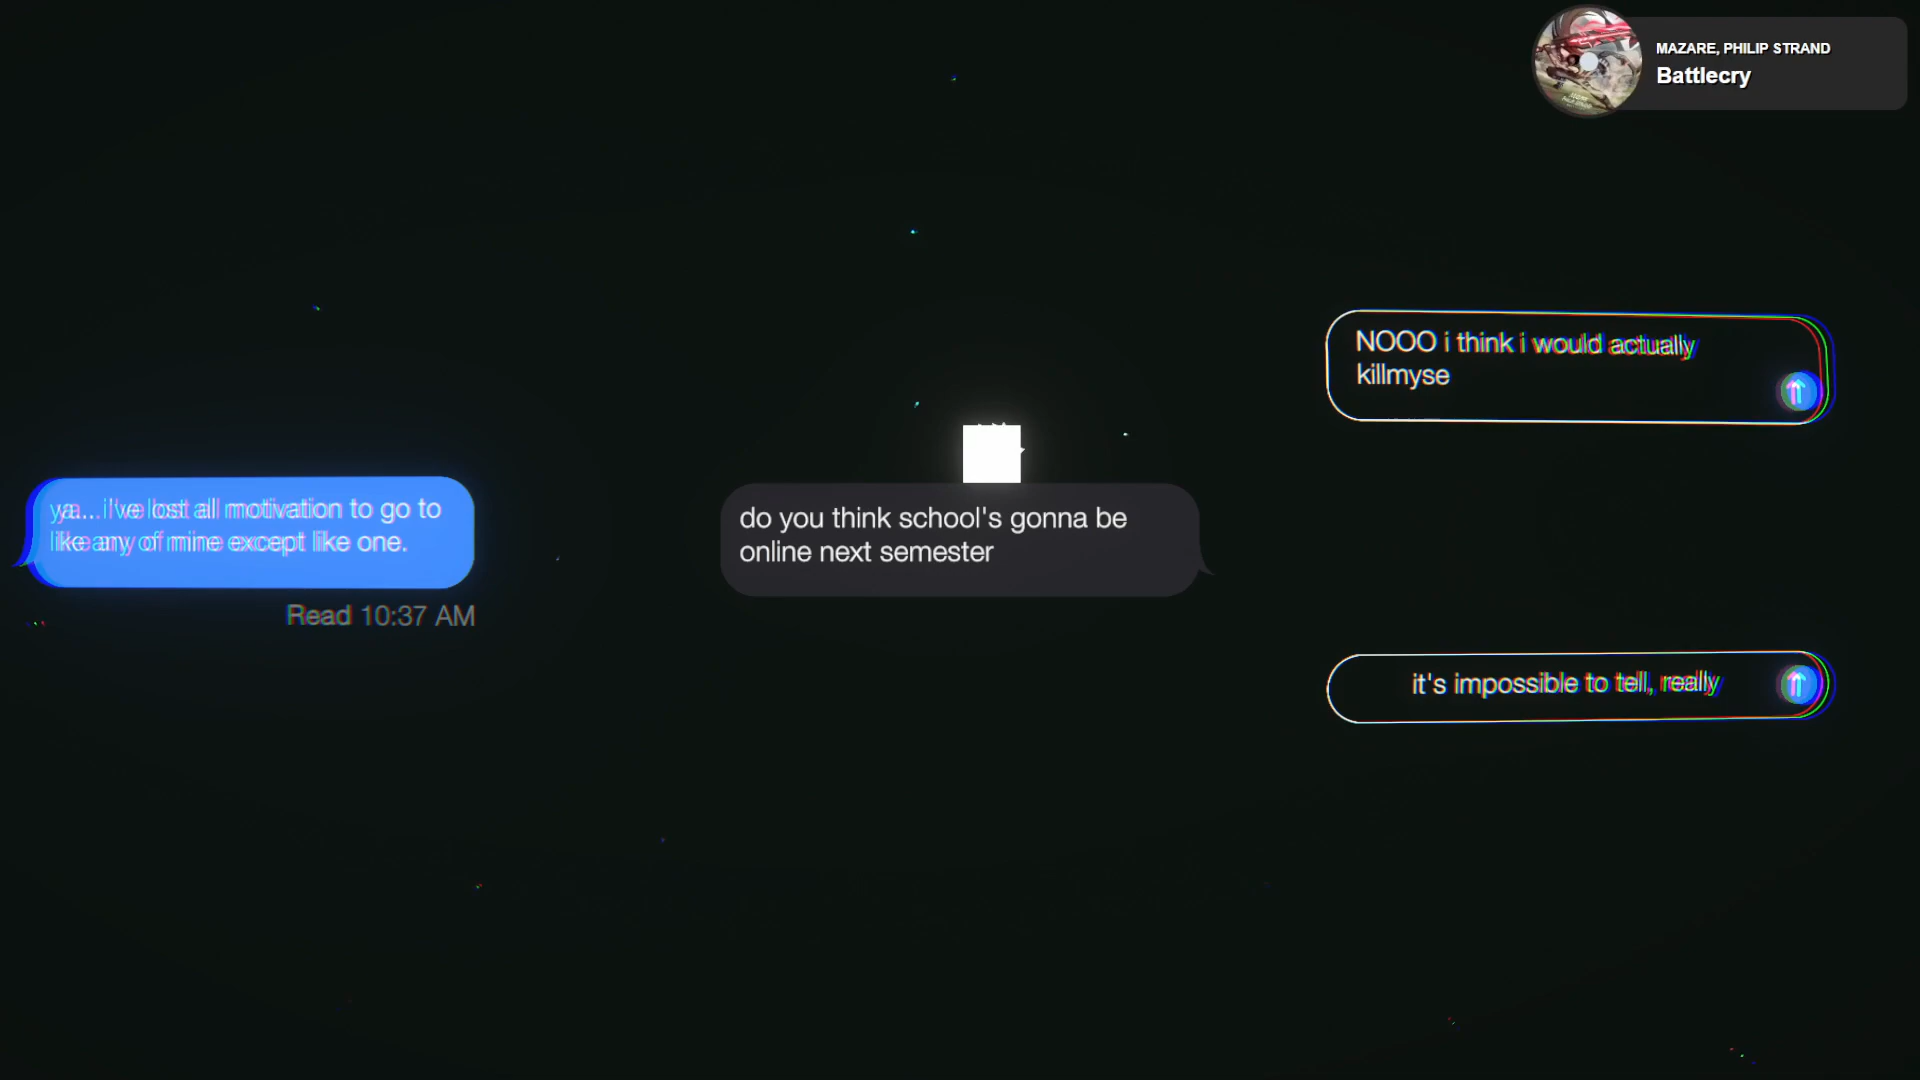 MAZARE, PHILIP STRAND
Battlecry
ya... i've lost all motivation to go to
like any of mine except like one.
Read 10:37 AM
do you think school's gonna be
online next semester
NOOO i think i would actually
killmyse
it's impossible to tell, really